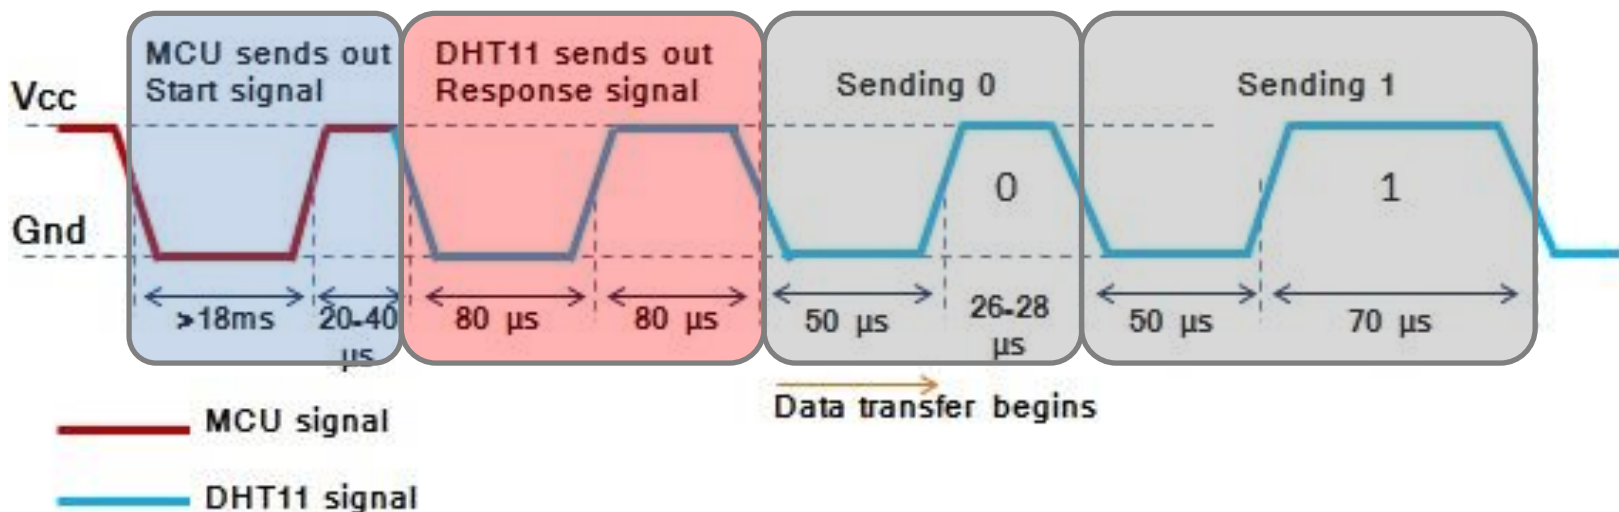 MCU sends out
Start signal
DHT11 sends out
Response signal
Sending 0
Sending 1
Vcc
Gnd
0
1
>18ms
20-40
µs
80 µs
80 µs
50 µs
26-28
µs
50 µs
70 µs
Data transfer begins
MCU signal
DHT11 signal